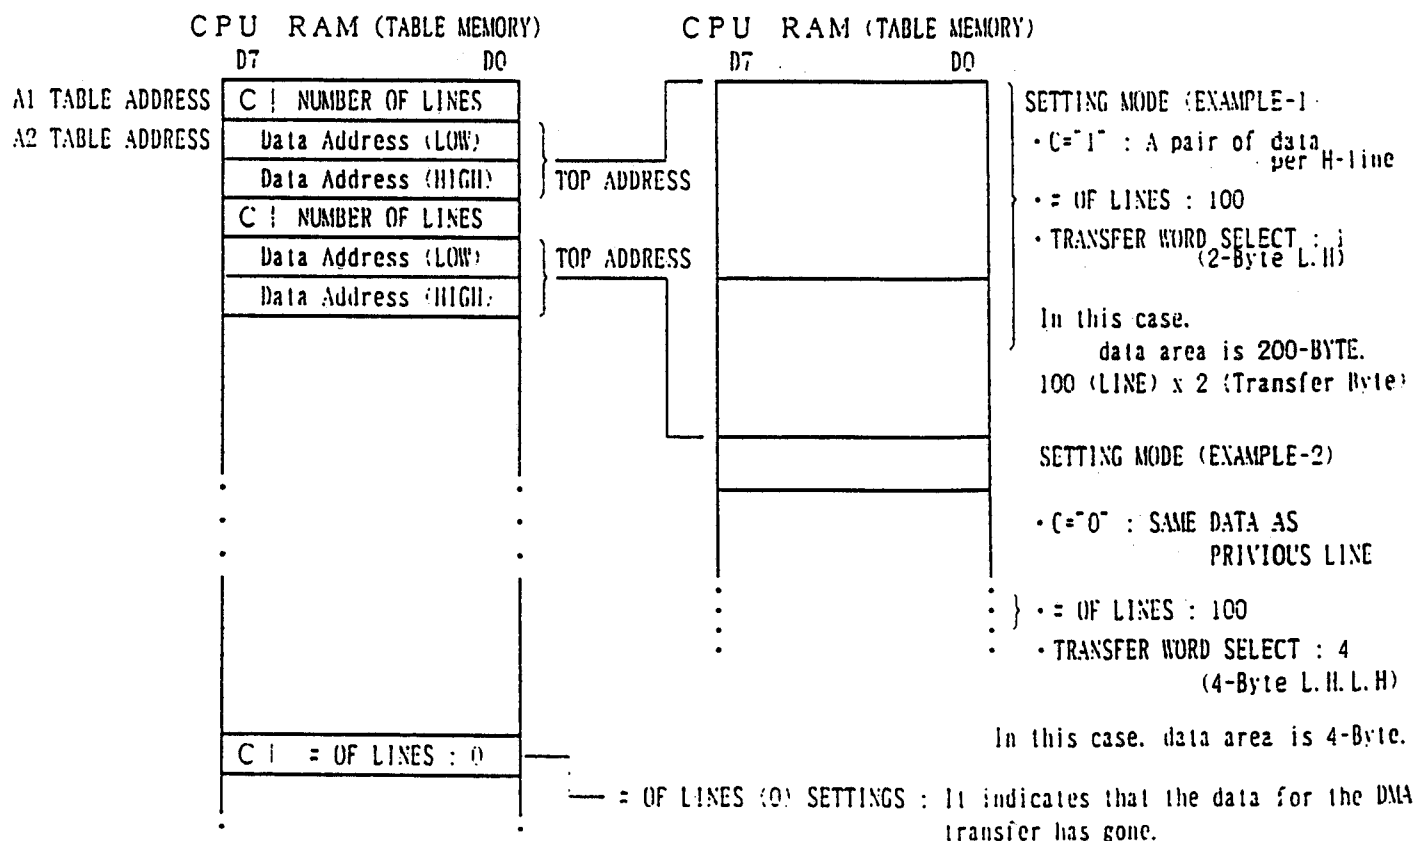 CPU RAM (TABLE MEMORY)
D7 D0
A1 TABLE ADDRESS
C NUMBER OF LINES
A2 TABLE ADDRESS
Data Address (LOW)
Data Address (HIGH)
TOP ADDRESS
C NUMBER OF LINES
Data Address (LOW)
Data Address (HIGH)
TOP ADDRESS
C = OF LINES : 0
CPU RAM (TABLE MEMORY)
D7 D0
SETTING MODE (EXAMPLE-1
・C="1" : A pair of data
per H-line
・= OF LINES : 100
・TRANSFER WORD SELECT : 1
(2-Byte L.H)
In this case.
data area is 200-BYTE.
100 (LINE) x 2 (Transfer Byte)
SETTING MODE (EXAMPLE-2)
・C="0" : SAME DATA AS
PRIVIOUS LINE
・= OF LINES : 100
・TRANSFER WORD SELECT : 4
(4-Byte L.H.L.H)
In this case. data area is 4-Byte.
= OF LINES (0) SETTINGS : It indicates that the data for the DMA
transfer has gone.